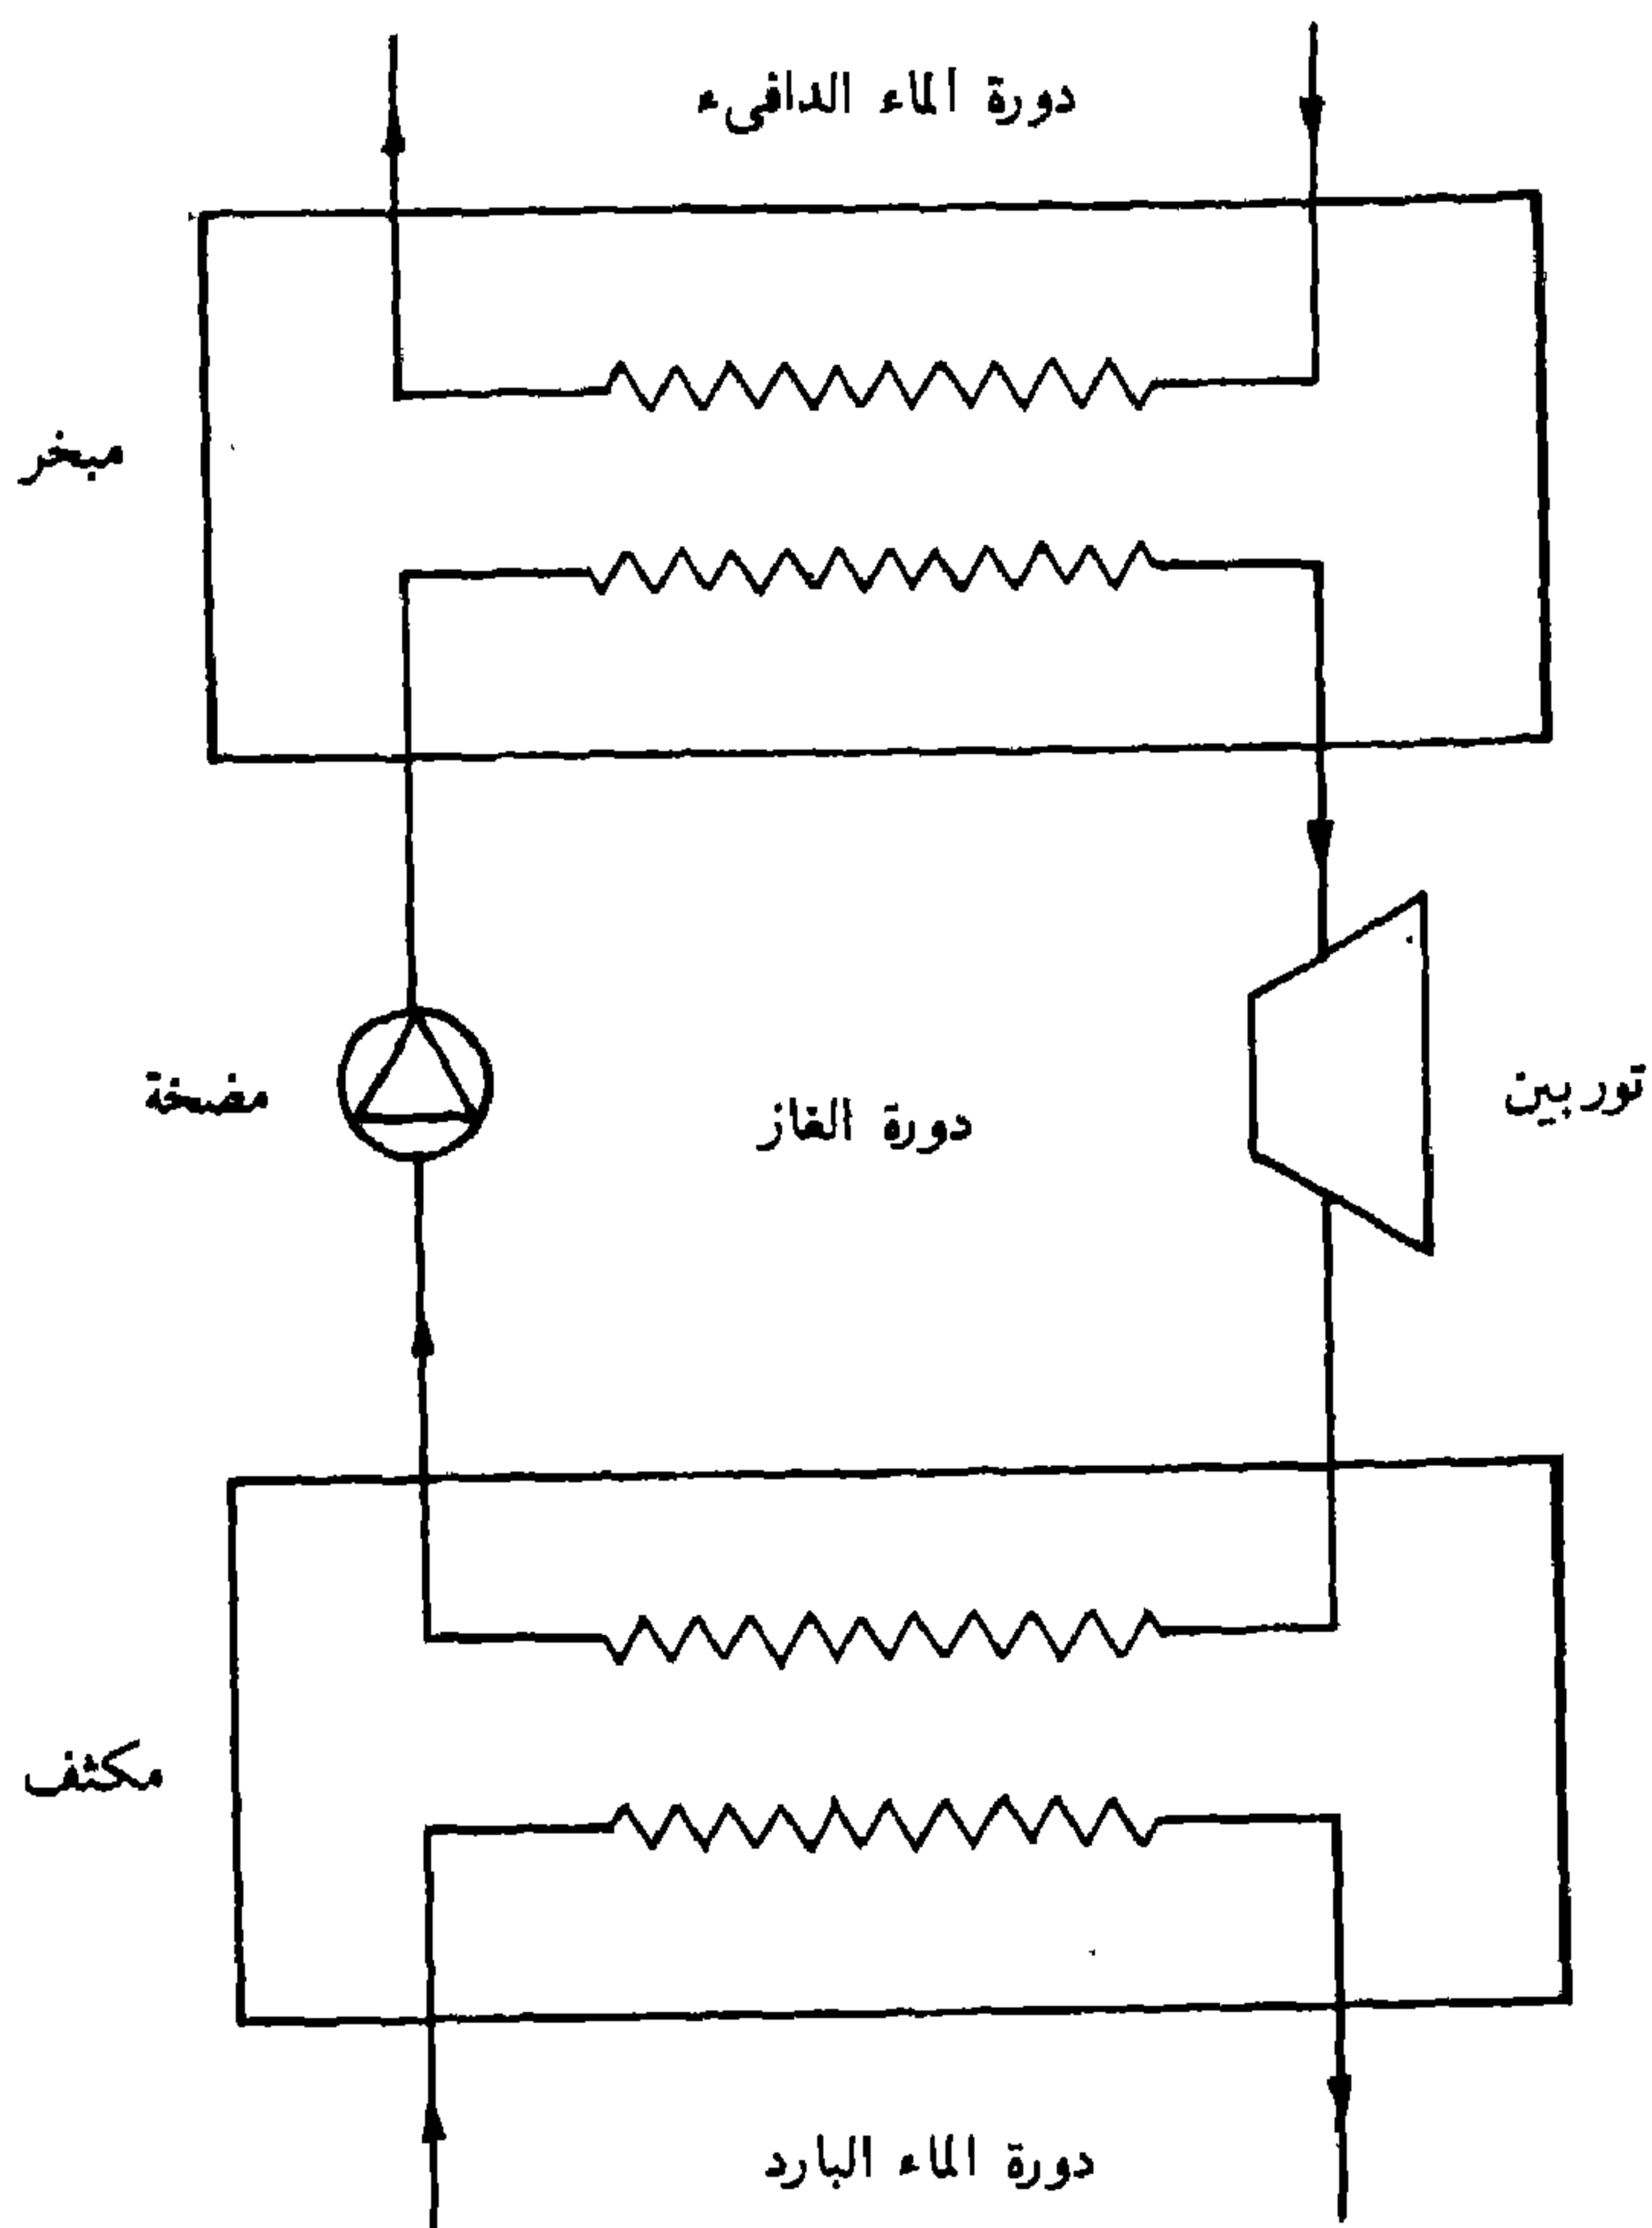 دورة الماء الدافىء
مبخر
مضخة
دورة الغاز
توربين
مكثف
دورة الماء البارد